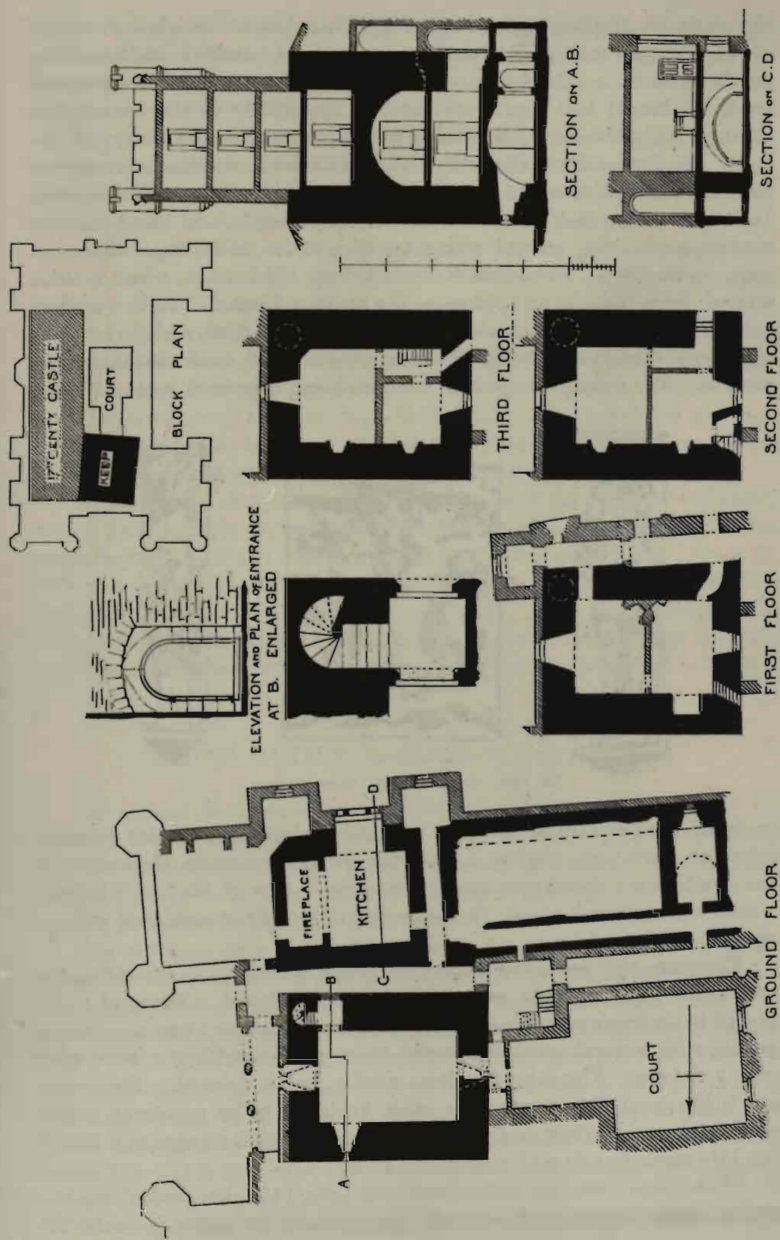 17TH CENTY CASTLE
COURT
KEEP
BLOCK PLAN
SECTION ON A.B.
SECTION ON C.D
ELEVATION AND PLAN OF ENTRANCE
AT B. ENLARGED
THIRD FLOOR
SECOND FLOOR
FIRST FLOOR
FIREPLACE
KITCHEN
D
C
B
A
COURT
GROUND FLOOR